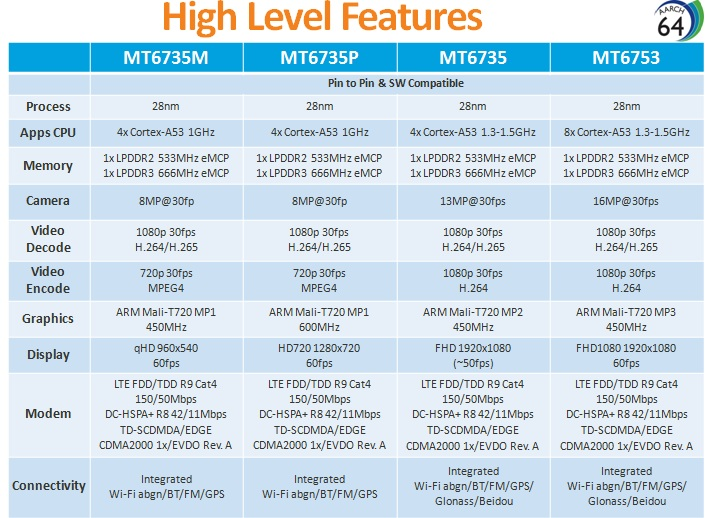 High Level Features
AARCH
64
MT6735M MT6735P MT6735 MT6753
Pin to Pin & SW Compatible
Process 28nm 28nm 28nm 28nm
Apps CPU 4x Cortex-A53 1GHz 4x Cortex-A53 1GHz 4x Cortex-A53 1.3-1.5GHz 8x Cortex-A53 1.3-1.5GHz
Memory
1x LPDDR2 533MHz eMCP 1x LPDDR2 533MHz eMCP 1x LPDDR2 533MHz eMCP 1x LPDDR2 533MHz eMCP
1x LPDDR3 666MHz eMCP 1x LPDDR3 666MHz eMCP 1x LPDDR3 666MHz eMCP 1x LPDDR3 666MHz eMCP
Camera 8MP@30fp 8MP@30fp 13MP@30fps 16MP@30fps
Video 1080p 30fps 1080p 30fps 1080p 30fps 1080p 30fps
Decode H.264/H.265 H.264/H.265 H.264/H.265 H.264/H.265
Video 720p 30fps 720p 30fps 1080p 30fps 1080p 30fps
Encode MPEG4 MPEG4 H.264 H.264
Graphics
ARM Mali-T720 MP1 ARM Mali-T720 MP1 ARM Mali-T720 MP2 ARM Mali-T720 MP3
450MHz 600MHz 450MHz 450MHz
Display
qHD 960x540 HD720 1280x720 FHD 1920x1080 FHD1080 1920x1080
60fps 60fps (~50fps) 60fps
Modem
LTE FDD/TDD R9 Cat4 LTE FDD/TDD R9 Cat4 LTE FDD/TDD R9 Cat4 LTE FDD/TDD R9 Cat4
150/50Mbps 150/50Mbps 150/50Mbps 150/50Mbps
DC-HSPA+ R8 42/11Mbps DC-HSPA+ R8 42/11Mbps DC-HSPA+ R8 42/11Mbps DC-HSPA+ R8 42/11Mbps
TD-SCDMDA/EDGE TD-SCDMDA/EDGE TD-SCDMDA/EDGE TD-SCDMDA/EDGE
CDMA2000 1x/EVDO Rev. A CDMA2000 1x/EVDO Rev. A CDMA2000 1x/EVDO Rev. A CDMA2000 1x/EVDO Rev. A
Connectivity
Integrated Integrated Integrated Integrated
Wi-Fi abgn/BT/FM/GPS Wi-Fi abgn/BT/FM/GPS Wi-Fi abgn/BT/FM/GPS/ Wi-Fi abgn/BT/FM/GPS/
Glonass/Beidou Glonass/Beidou